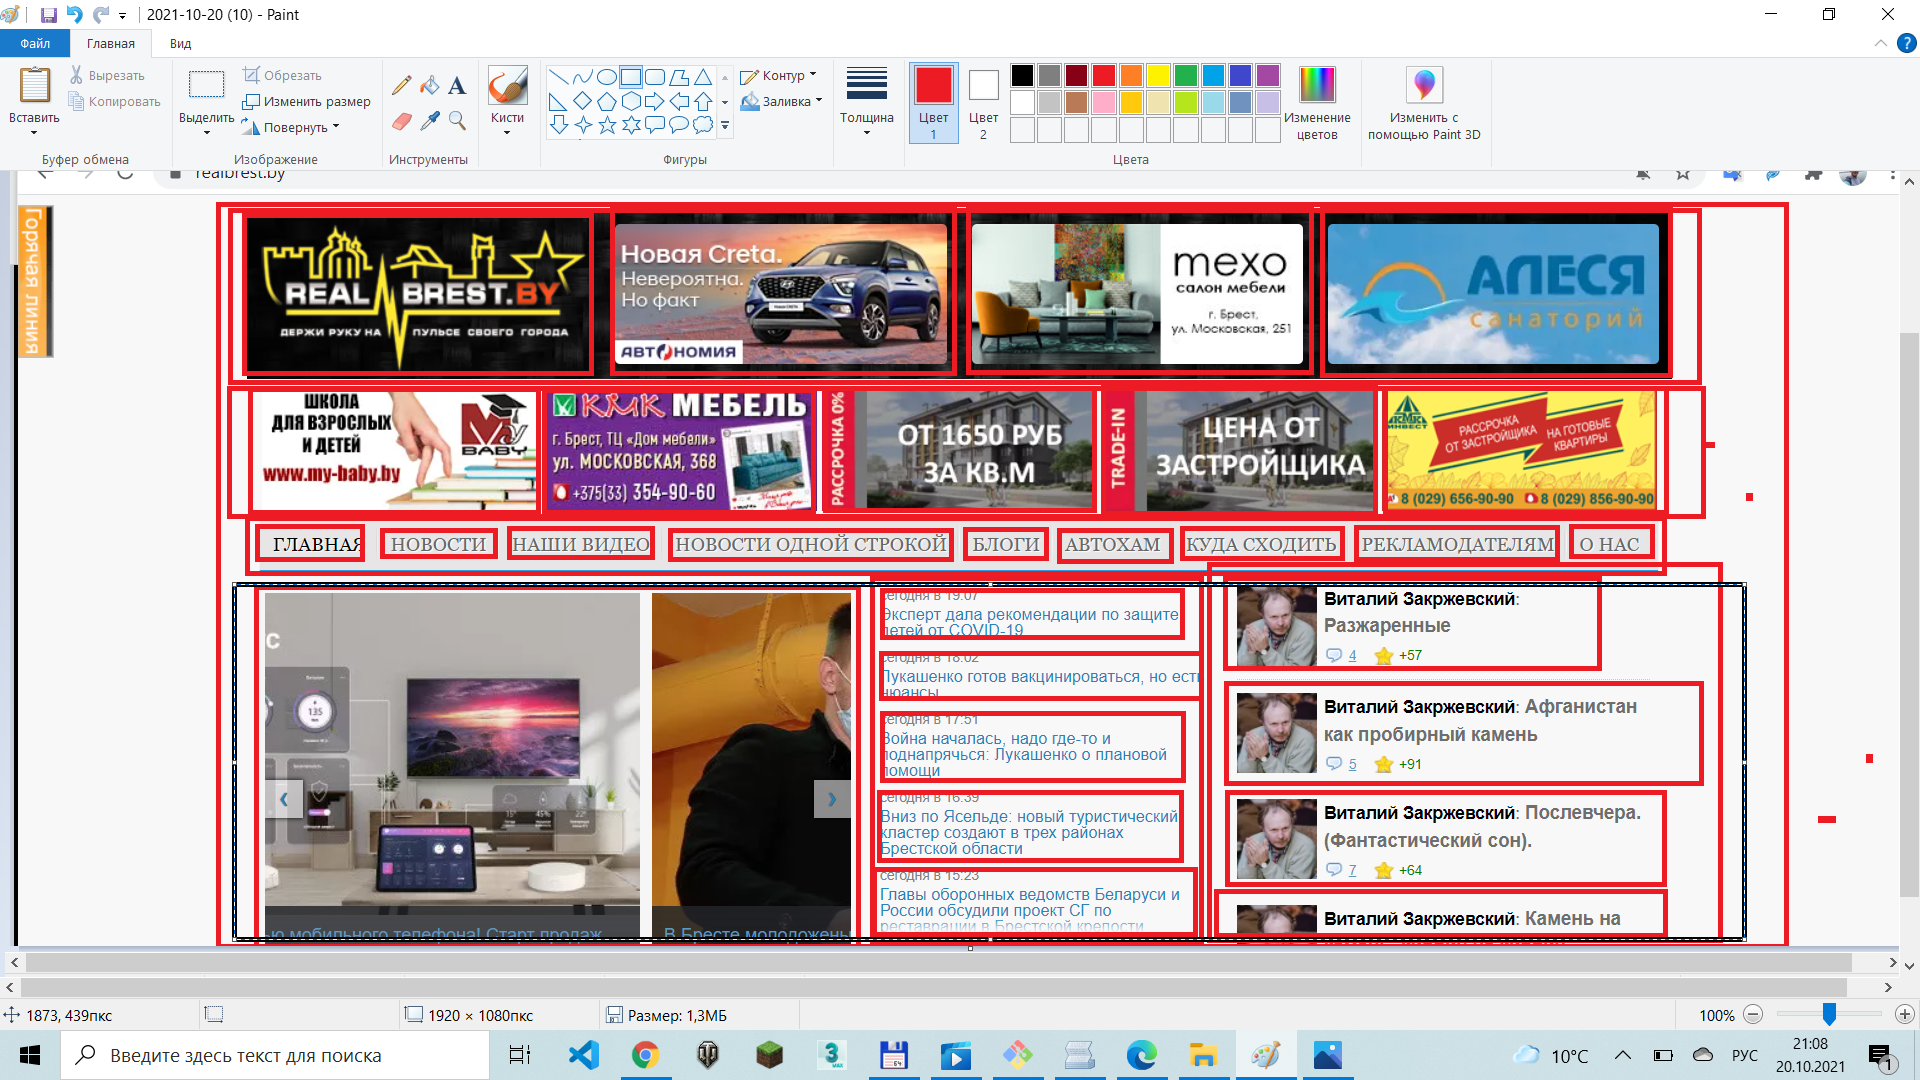 2021-10-20 (10) - Paint
Файл
Главная
Вид
Вставить
Вырезать
Копировать
Буфер обмена
Выделить
Обрезать
Изменить размер
Повернуть
Изображение
Инструменты
Кисти
Фигуры
Контур
Заливка
Толщина
Цвет 1
Цвет 2
Цвета
Изменение цветов
Изменить с помощью Paint 3D
realbrest.by
Горячая линия
REAL BREST.BY
ДЕРЖИ РУКУ НА ПУЛЬСЕ СВОЕГО ГОРОДА
Новая Creta.
Невероятна.
Но факт
АВТОНОМИЯ
mexo
салон мебели
г. Брест,
ул. Московская, 251
АЛЕСЯ
санаторий
ШКОЛА
ДЛЯ ВЗРОСЛЫХ
И ДЕТЕЙ
www.my-baby.by
My
BABY
КМК МЕБЕЛЬ
г. Брест, ТЦ «Дом мебели»
ул. МОСКОВСКАЯ, 368
+375(33) 354-90-60
РАССРОЧКА 0%
ОТ 1650 РУБ
ЗА КВ.М
TRADE-IN
ЦЕНА ОТ
ЗАСТРОЙЩИКА
КМК
ИНВЕСТ
РАССРОЧКА
ОТ ЗАСТРОЙЩИКА
НА ГОТОВЫЕ
КВАРТИРЫ
8 (029) 656-90-90
8 (029) 856-90-90
ГЛАВНАЯ
НОВОСТИ
НАШИ ВИДЕО
НОВОСТИ ОДНОЙ СТРОКОЙ
БЛОГИ
АВТОХАМ
КУДА СХОДИТЬ
РЕКЛАМОДАТЕЛЯМ
О НАС
ью мобильного телефона! Старт продаж
В Бресте молодожены
сегодня в 19:07
Эксперт дала рекомендации по защите
детей от COVID-19
сегодня в 18:02
Лукашенко готов вакцинироваться, но есть
нюансы
сегодня в 17:51
Война началась, надо где-то и
поднапрячься: Лукашенко о плановой
помощи
сегодня в 16:39
Вниз по Ясельде: новый туристический
кластер создают в трех районах
Брестской области
сегодня в 15:23
Главы оборонных ведомств Беларуси и
России обсудили проект СГ по
реставрации в Брестской крепости
Виталий Закржевский:
Разжаренные
4 +57
Виталий Закржевский: Афганистан
как пробирный камень
5 +91
Виталий Закржевский: Послевчера.
(Фантастический сон).
7 +64
Виталий Закржевский: Камень на
1873, 439пкс
1920 × 1080пкс
Размер: 1,3МБ
100%
Введите здесь текст для поиска
10°C
РУС
21:08
20.10.2021
1